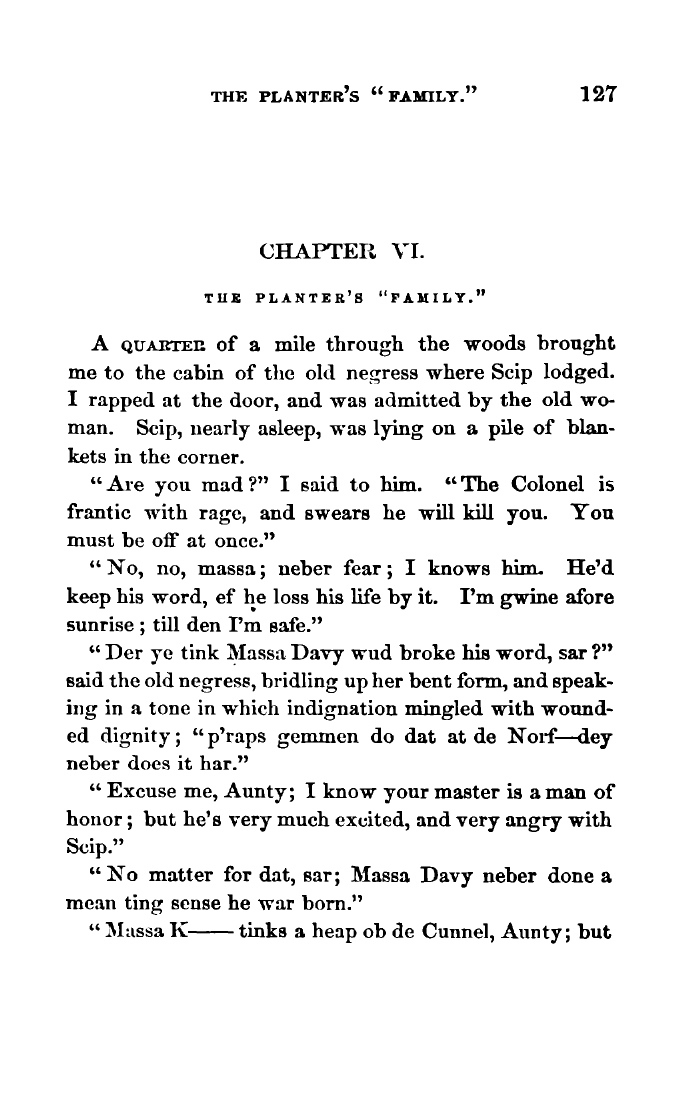 THE PLANTER'S “FAMILY.” 127
CHAPTER VI.
THE PLANTER'S “FAMILY.”
A QUARTER of a mile through the woods brought
me to the cabin of the old negress where Scip lodged.
I rapped at the door, and was admitted by the old wo-
man. Scip, nearly asleep, was lying on a pile of blan-
kets in the corner.
“Are you mad?” I said to him. “The Colonel is
frantic with rage, and swears he will kill you. You
must be off at once.”
“No, no, massa; neber fear; I knows him. He'd
keep his word, ef he loss his life by it. I'm gwine afore
sunrise; till den I'm safe.”
“Der ye tink Massa Davy wud broke his word, sar?”
said the old negress, bridling up her bent form, and speak-
ing in a tone in which indignation mingled with wound-
ed dignity; “p'raps gemmen do dat at de Norf—dey
neber does it har.”
“Excuse me, Aunty; I know your master is a man of
honor; but he's very much excited, and very angry with
Scip.”
“No matter for dat, sar; Massa Davy neber done a
mean ting sense he war born.”
“Massa K—— tinks a heap ob de Cunnel, Aunty; but